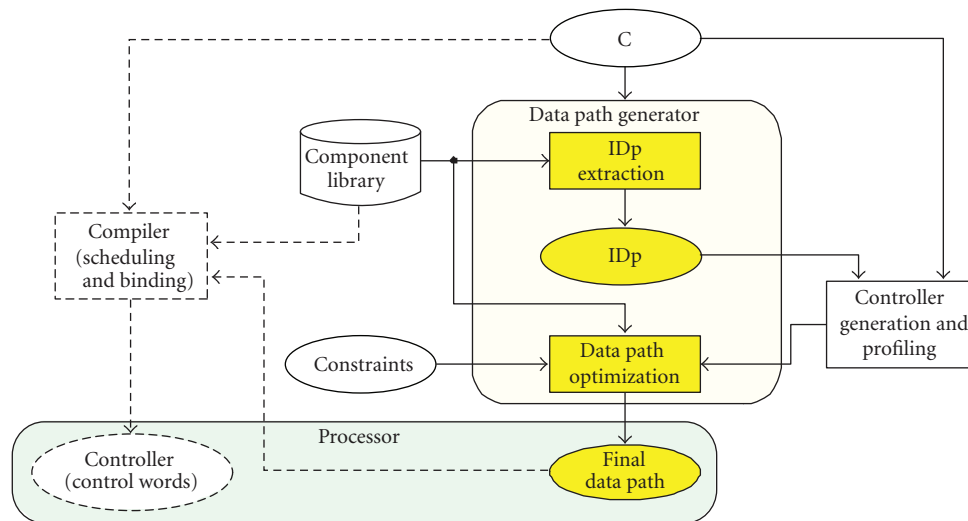 C
Data path generator
IDp
extraction
Component
library
Compiler
(scheduling
and binding)
IDp
Controller
generation and
profiling
Constraints
Data path
optimization
Processor
Controller
(control words)
Final
data path